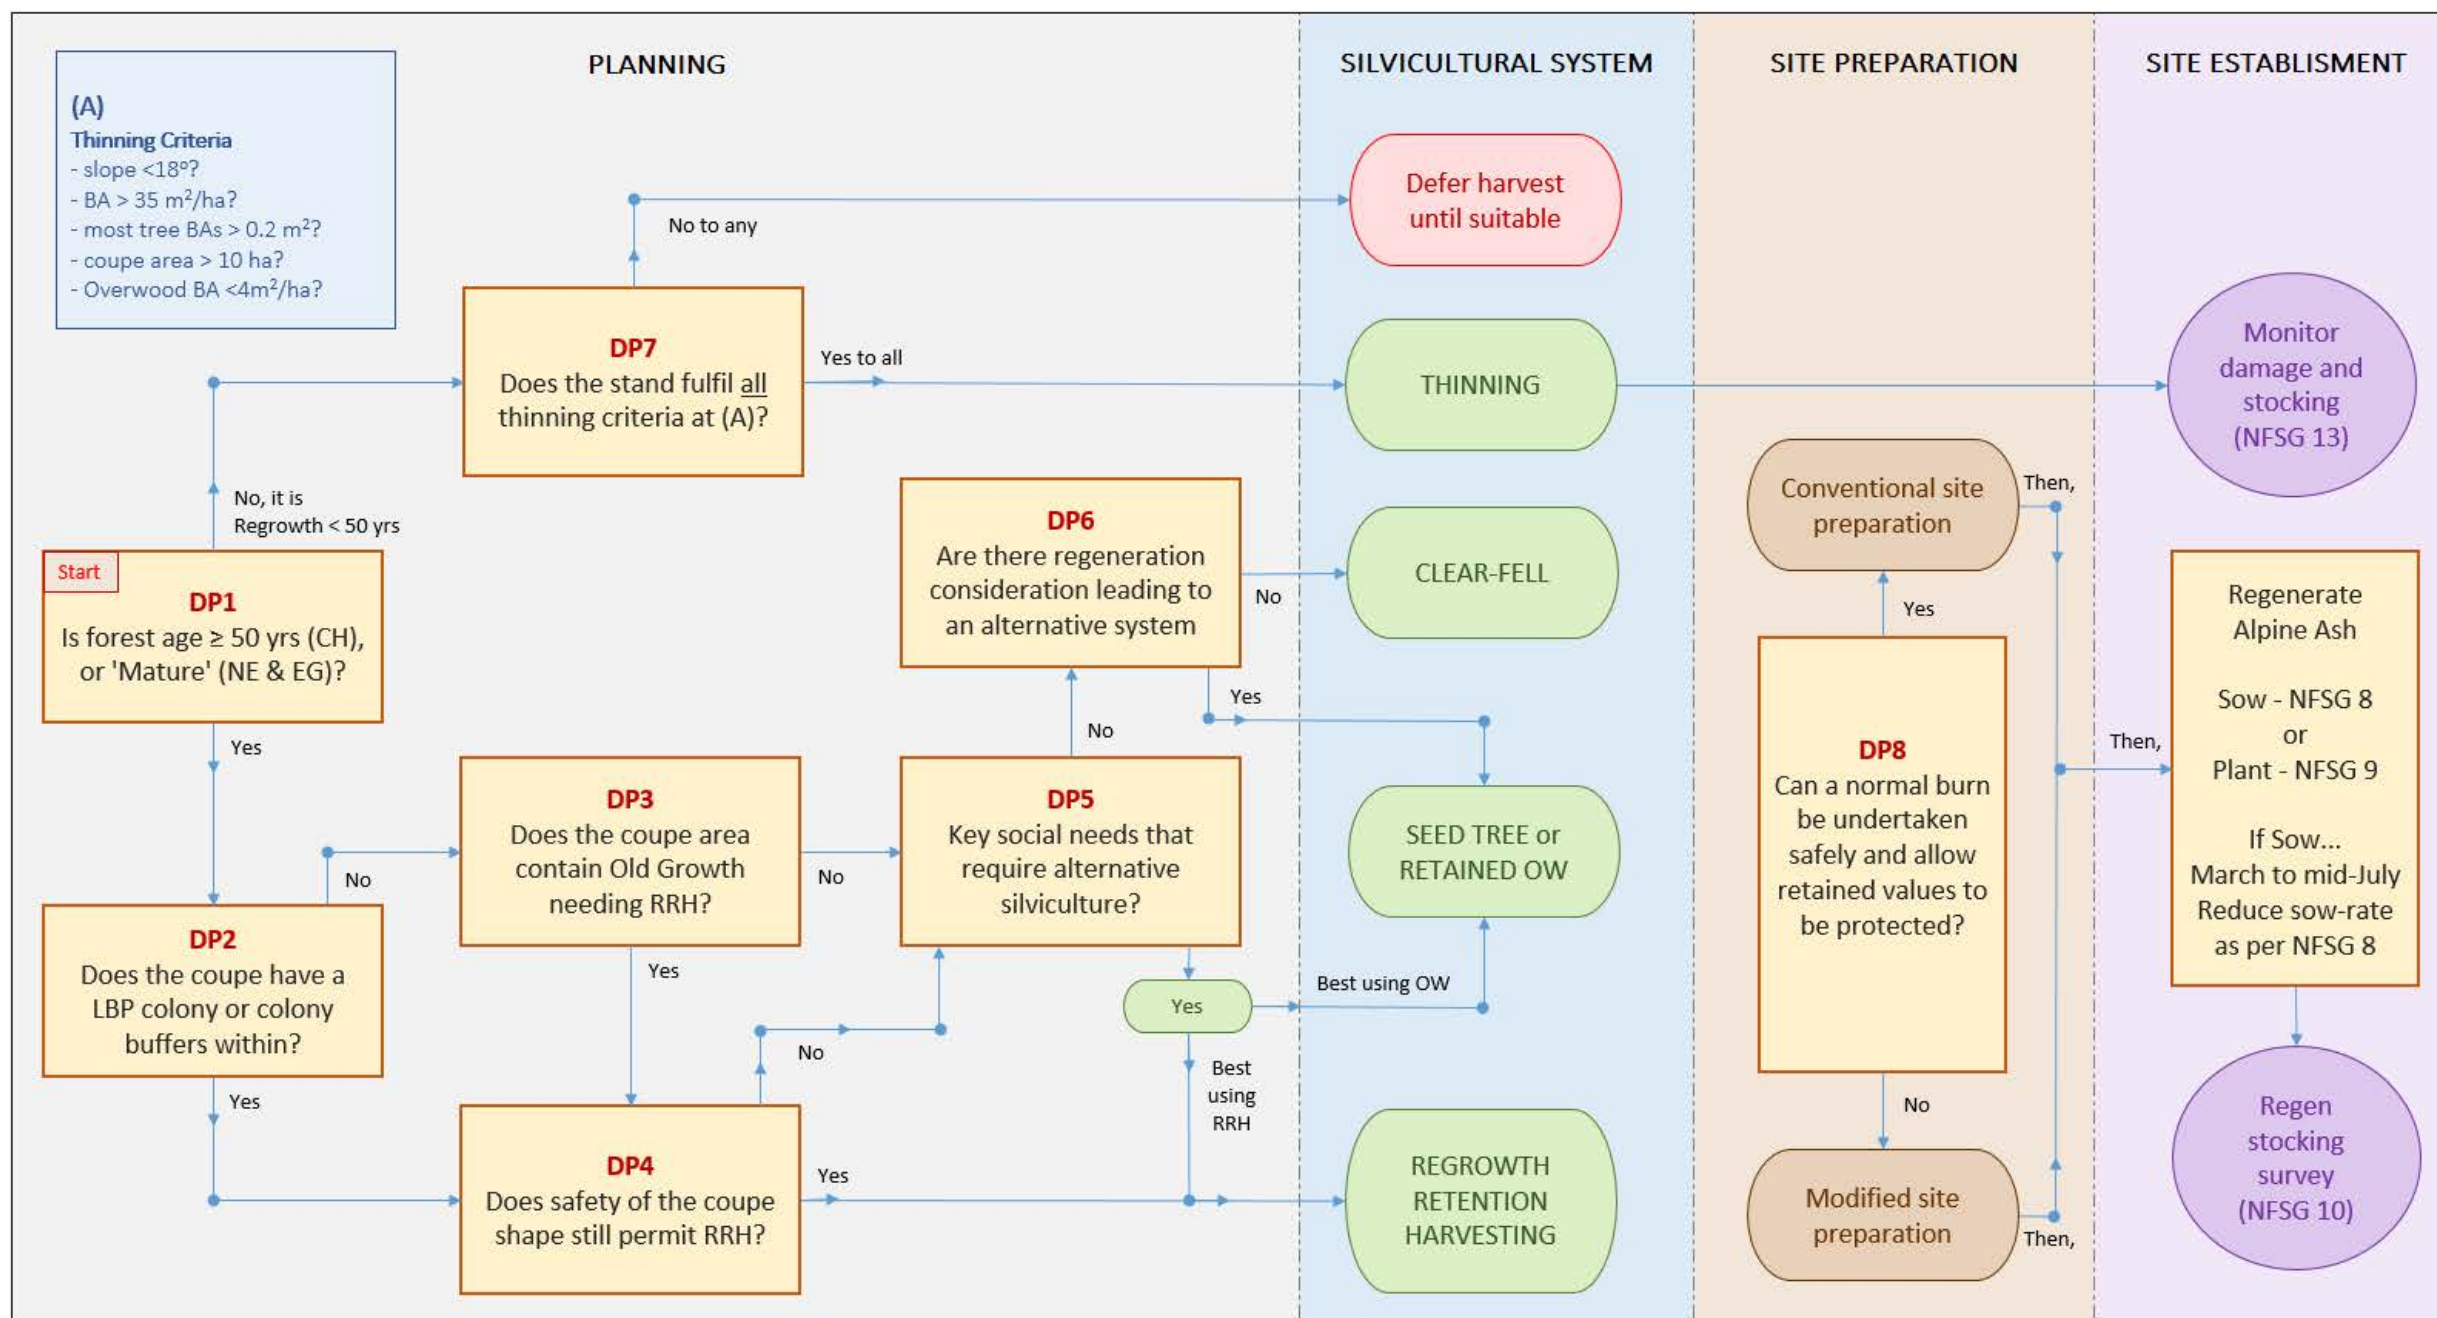 PLANNING
SILVICULTURAL SYSTEM
SITE PREPARATION
SITE ESTABLISMENT
(A)
Thinning Criteria
- slope <18º?
- BA > 35 m²/ha?
- most tree BAs > 0.2 m²?
- coupe area > 10 ha?
- Overwood BA <4m²/ha?
No to any
Defer harvest
until suitable
DP7
Does the stand fulfil all
thinning criteria at (A)?
Yes to all
THINNING
Monitor
damage and
stocking
(NFSG 13)
No, it is
Regrowth < 50 yrs
Start
DP1
Is forest age ≥ 50 yrs (CH),
or 'Mature' (NE & EG)?
Yes
DP6
Are there regeneration
consideration leading to
an alternative system
No
CLEAR-FELL
Yes
No
DP2
Does the coupe have a
LBP colony or colony
buffers within?
No
Yes
DP3
Does the coupe area
contain Old Growth
needing RRH?
No
Yes
DP5
Key social needs that
require alternative
silviculture?
Yes
Best using OW
Best
using
RRH
SEED TREE or
RETAINED OW
DP4
Does safety of the coupe
shape still permit RRH?
No
Yes
REGROWTH
RETENTION
HARVESTING
Conventional site
preparation
Then,
Yes
DP8
Can a normal burn
be undertaken
safely and allow
retained values to
be protected?
No
Modified site
preparation
Then,
Then,
Regenerate
Alpine Ash
Sow - NFSG 8
or
Plant - NFSG 9
If Sow...
March to mid-July
Reduce sow-rate
as per NFSG 8
Regen
stocking
survey
(NFSG 10)